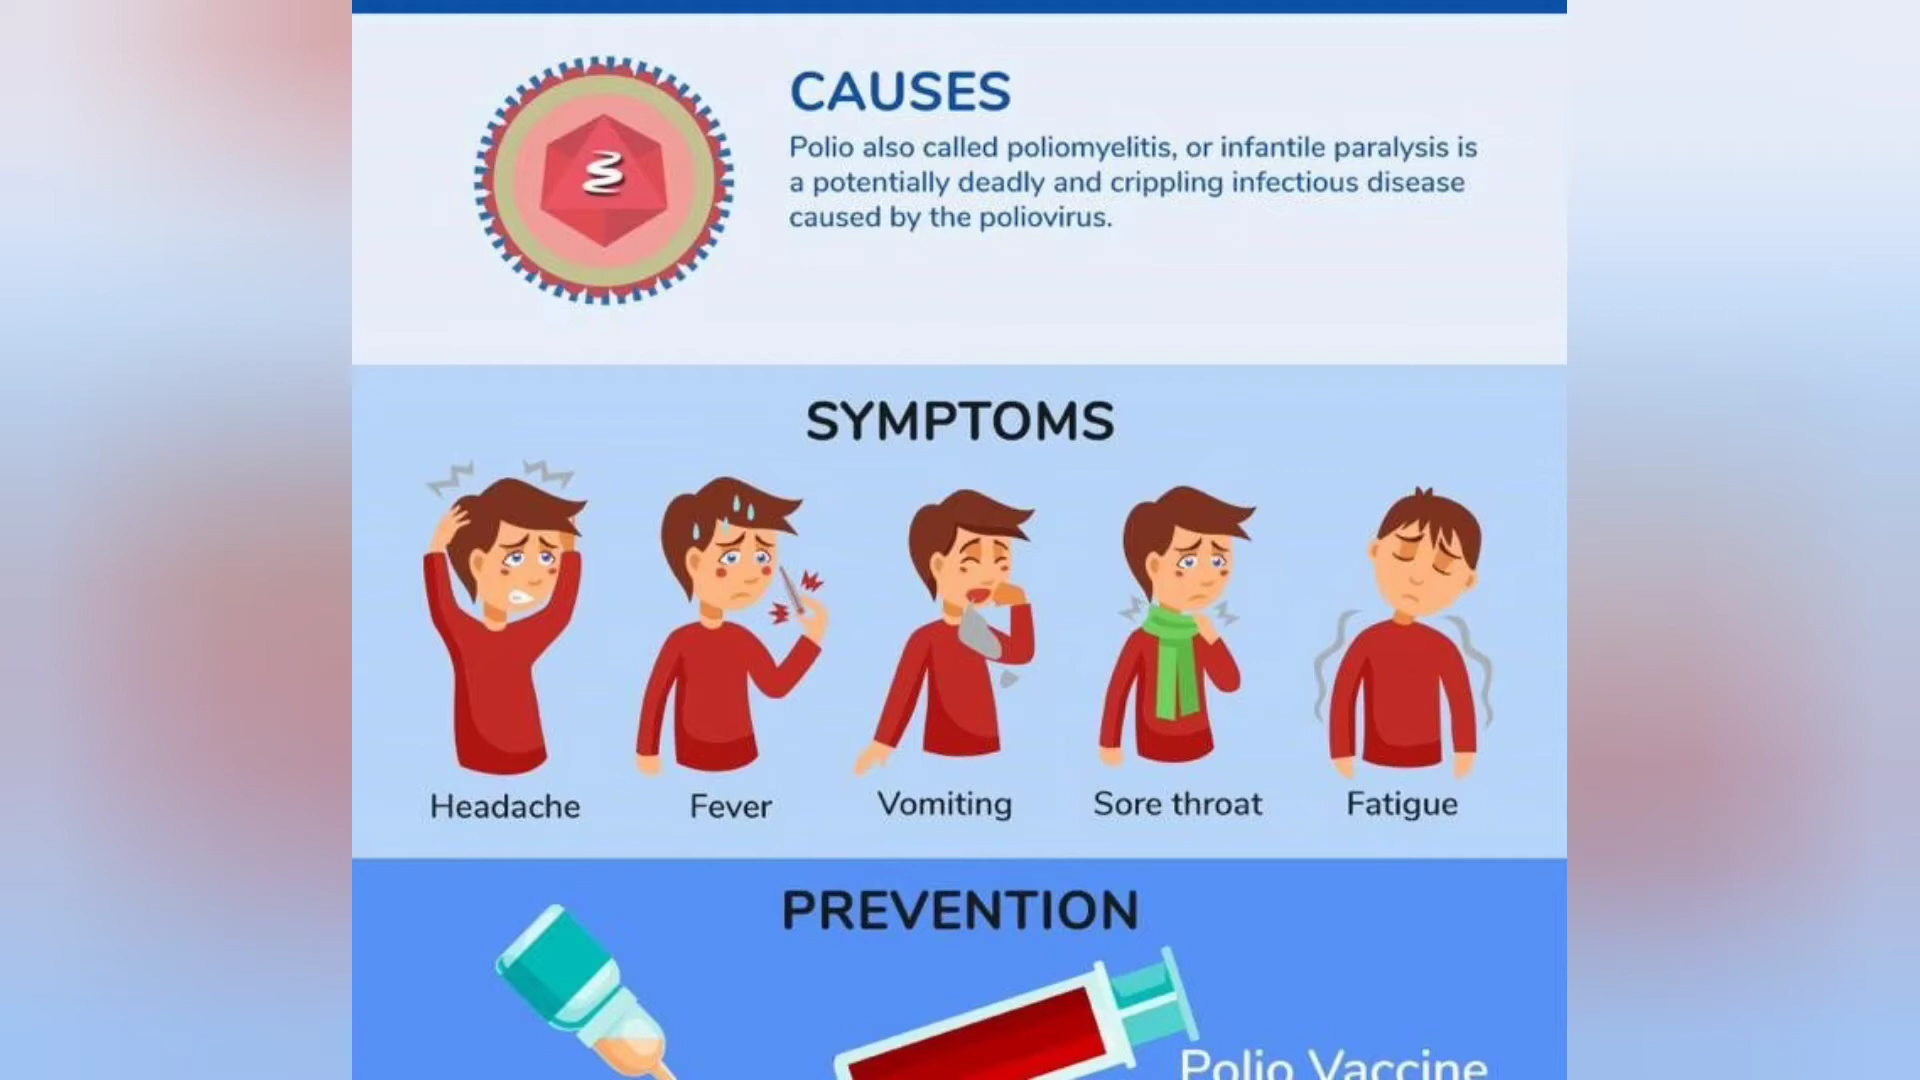 CAUSES
Polio also called poliomyelitis, or infantile paralysis is
a potentially deadly and crippling infectious disease
caused by the poliovirus.
SYMPTOMS
Headache
Fever
Vomiting
Sore throat
Fatigue
PREVENTION
Polio Vaccine